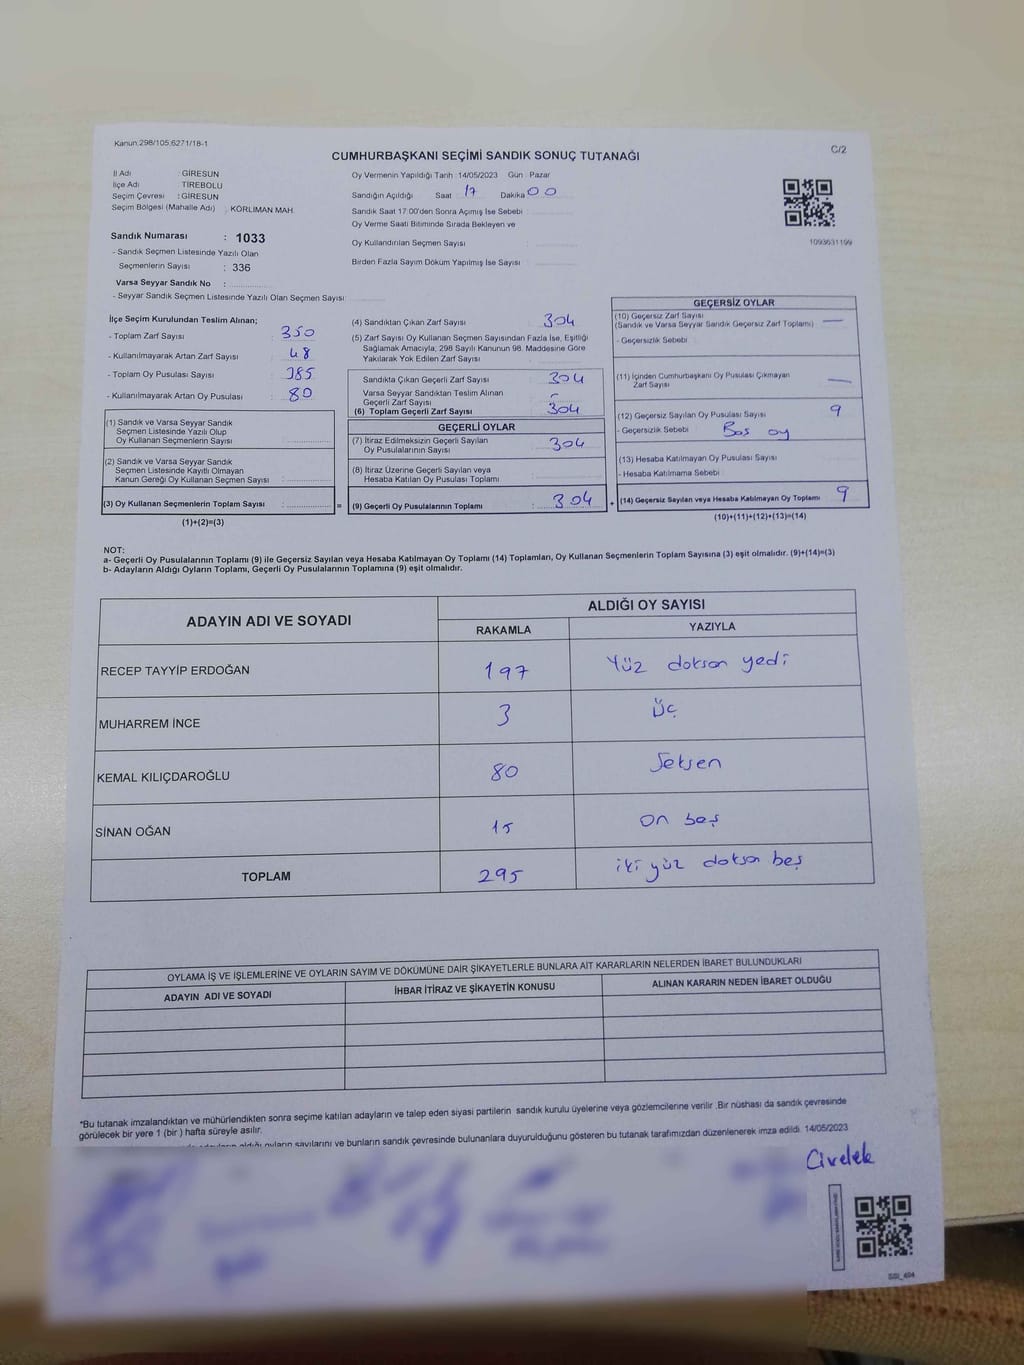 Kanun.298/105.6271/18-1
C/2
CUMHURBAŞKANI SEÇİMİ SANDIK SONUÇ TUTANAĞI
İl Adı : GİRESUN
İlçe Adı : TİREBOLU
Seçim Çevresi : GİRESUN
Seçim Bölgesi (Mahalle Adı) : KÖRLİMAN MAH.
Sandık Numarası : 1033
- Sandık Seçmen Listesinde Yazılı Olan
Seçmenlerin Sayısı : 336
Varsa Seyyar Sandık No :
- Seyyar Sandık Seçmen Listesinde Yazılı Olan Seçmen Sayısı:
Oy Vermenin Yapıldığı Tarih : 14/05/2023 Gün : Pazar
Sandığın Açıldığı Saat 17 Dakika 00
Sandık Saat 17.00'den Sonra Açımış İse Sebebi :
Oy Verme Saati Bitiminde Sırada Bekleyen ve
Oy Kullandırılan Seçmen Sayısı :
Birden Fazla Sayım Döküm Yapılmış İse Sayısı :
1093631199
İlçe Seçim Kurulundan Teslim Alınan;
- Toplam Zarf Sayısı : 350
- Kullanılmayarak Artan Zarf Sayısı : 48
- Toplam Oy Pusulası Sayısı : 385
- Kullanılmayarak Artan Oy Pusulası : 80
(1) Sandık ve Varsa Seyyar Sandık
Seçmen Listesinde Yazılı Olup
Oy Kullanan Seçmenlerin Sayısı :
(2) Sandık ve Varsa Seyyar Sandık
Seçmen Listesinde Kayıtlı Olmayan
Kanun Gereği Oy Kullanan Seçmen Sayısı :
(3) Oy Kullanan Seçmenlerin Toplam Sayısı : =
(1)+(2)=(3)
(4) Sandıktan Çıkan Zarf Sayısı : 304
(5) Zarf Sayısı Oy Kullanan Seçmen Sayısından Fazla İse, Eşitliği
Sağlamak Amacıyla, 298 Sayılı Kanunun 98. Maddesine Göre
Yakılarak Yok Edilen Zarf Sayısı :
Sandıkta Çıkan Geçerli Zarf Sayısı : 304
Varsa Seyyar Sandıktan Teslim Alınan
Geçerli Zarf Sayısı : -
(6) Toplam Geçerli Zarf Sayısı : 304
GEÇERLİ OYLAR
(7) İtiraz Edilmeksizin Geçerli Sayılan
Oy Pusulalarının Sayısı : 304
(8) İtiraz Üzerine Geçerli Sayılan veya
Hesaba Katılan Oy Pusulası Toplamı :
(9) Geçerli Oy Pusulalarının Toplamı : 304 +
GEÇERSİZ OYLAR
(10) Geçersiz Zarf Sayısı
(Sandık ve Varsa Seyyar Sandık Geçersiz Zarf Toplamı) : —
- Geçersizlik Sebebi :
(11) İçinden Cumhurbaşkanı Oy Pusulası Çıkmayan
Zarf Sayısı : —
(12) Geçersiz Sayılan Oy Pusulası Sayısı : 9
- Geçersizlik Sebebi : Boş oy
(13) Hesaba Katılmayan Oy Pusulası Sayısı :
- Hesaba Katılmama Sebebi :
(14) Geçersiz Sayılan veya Hesaba Katılmayan Oy Toplamı : 9
(10)+(11)+(12)+(13)=(14)
NOT:
a- Geçerli Oy Pusulalarının Toplamı (9) ile Geçersiz Sayılan veya Hesaba Katılmayan Oy Toplamı (14) Toplamları, Oy Kullanan Seçmenlerin Toplam Sayısına (3) eşit olmalıdır. (9)+(14)=(3)
b- Adayların Aldığı Oyların Toplamı, Geçerli Oy Pusulalarının Toplamına (9) eşit olmalıdır.
ADAYIN ADI VE SOYADI
ALDIĞI OY SAYISI
RAKAMLA YAZIYLA
RECEP TAYYİP ERDOĞAN 197 Yüz doksan yedi
MUHARREM İNCE 3 Üç
KEMAL KILIÇDAROĞLU 80 Seksen
SİNAN OĞAN 15 On beş
TOPLAM 295 iki yüz doksan beş
OYLAMA İŞ VE İŞLEMLERİNE VE OYLARIN SAYIM VE DÖKÜMÜNE DAİR ŞİKAYETLERLE BUNLARA AİT KARARLARIN NELERDEN İBARET BULUNDUKLARI
ADAYIN ADI VE SOYADI İHBAR İTİRAZ VE ŞİKAYETİN KONUSU ALINAN KARARIN NEDEN İBARET OLDUĞU
*Bu tutanak imzalandıktan ve mühürlendikten sonra seçime katılan adayların ve talep eden siyasi partilerin sandık kurulu üyelerine veya gözlemcilerine verilir .Bir nüshası da sandık çevresinde
görülecek bir yere 1 (bir ) hafta süreyle asılır.
aldığı oyların sayılarını ve bunların sandık çevresinde bulunanlara duyurulduğunu gösteren bu tutanak tarafımızdan düzenlenerek imza edildi. 14/05/2023
Civelek